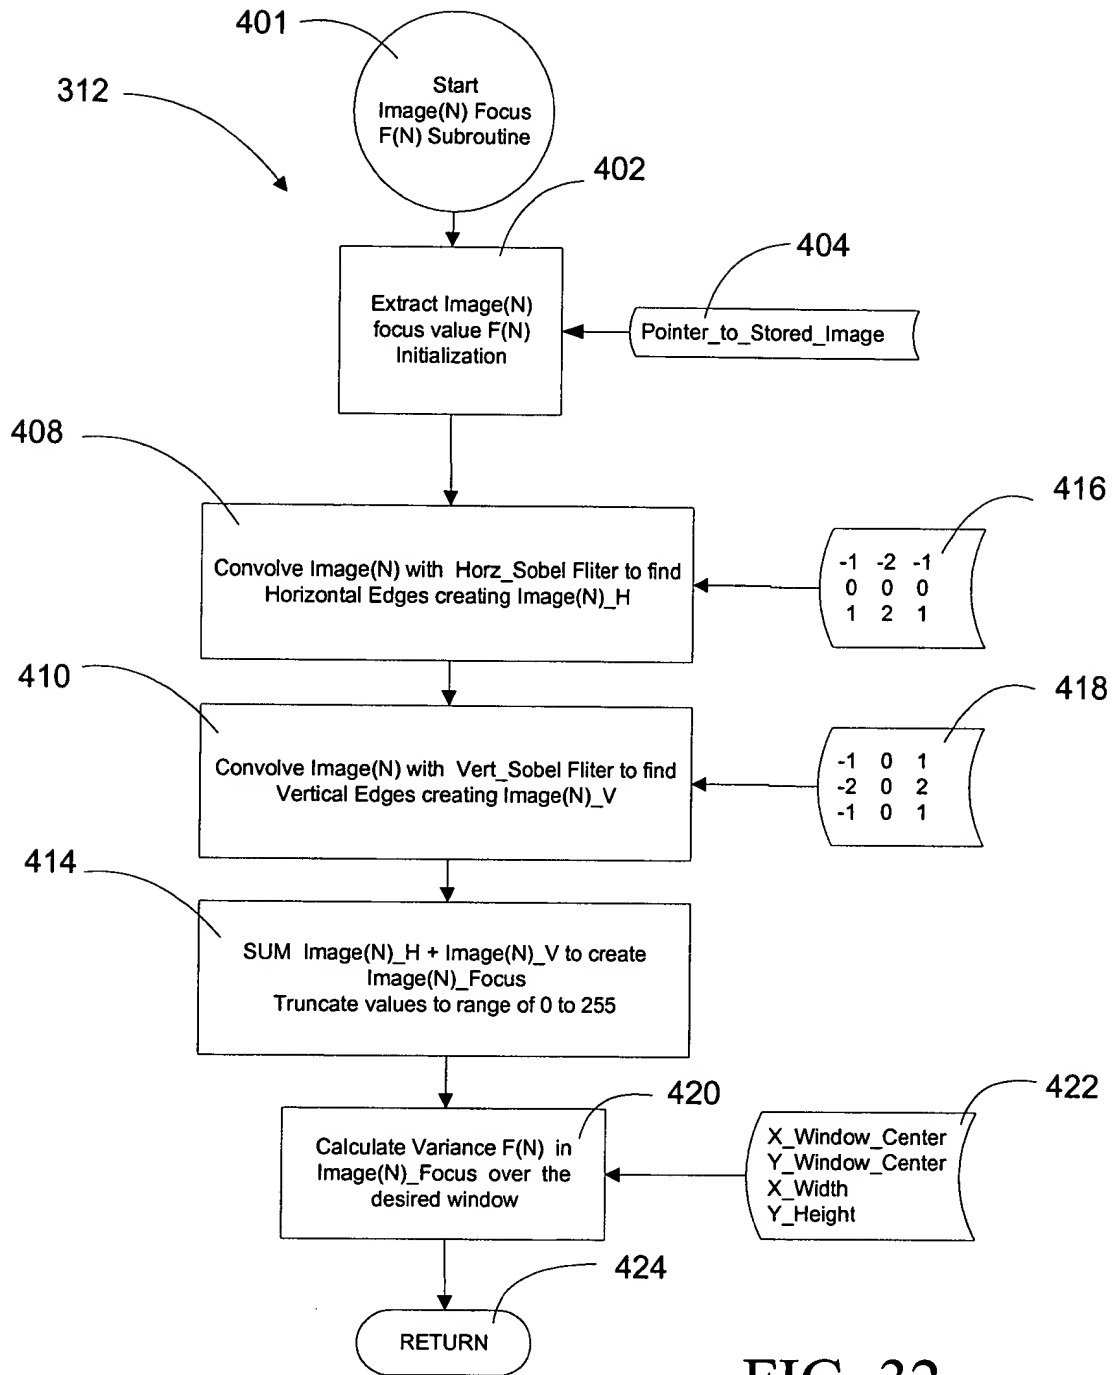 401
Start
Image(N) Focus
F(N) Subroutine
312
402
Extract Image(N)
focus value F(N)
Initialization
404
Pointer_to_Stored_Image
408
Convolve Image(N) with Horz_Sobel Fliter to find
Horizontal Edges creating Image(N)_H
416
-1 -2 -1
0 0 0
1 2 1
410
Convolve Image(N) with Vert_Sobel Fliter to find
Vertical Edges creating Image(N)_V
418
-1 0 1
-2 0 2
-1 0 1
414
SUM Image(N)_H + Image(N)_V to create
Image(N)_Focus
Truncate values to range of 0 to 255
420
Calculate Variance F(N) in
Image(N)_Focus over the
desired window
422
X_Window_Center
Y_Window_Center
X_Width
Y_Height
424
RETURN
FIG. 32